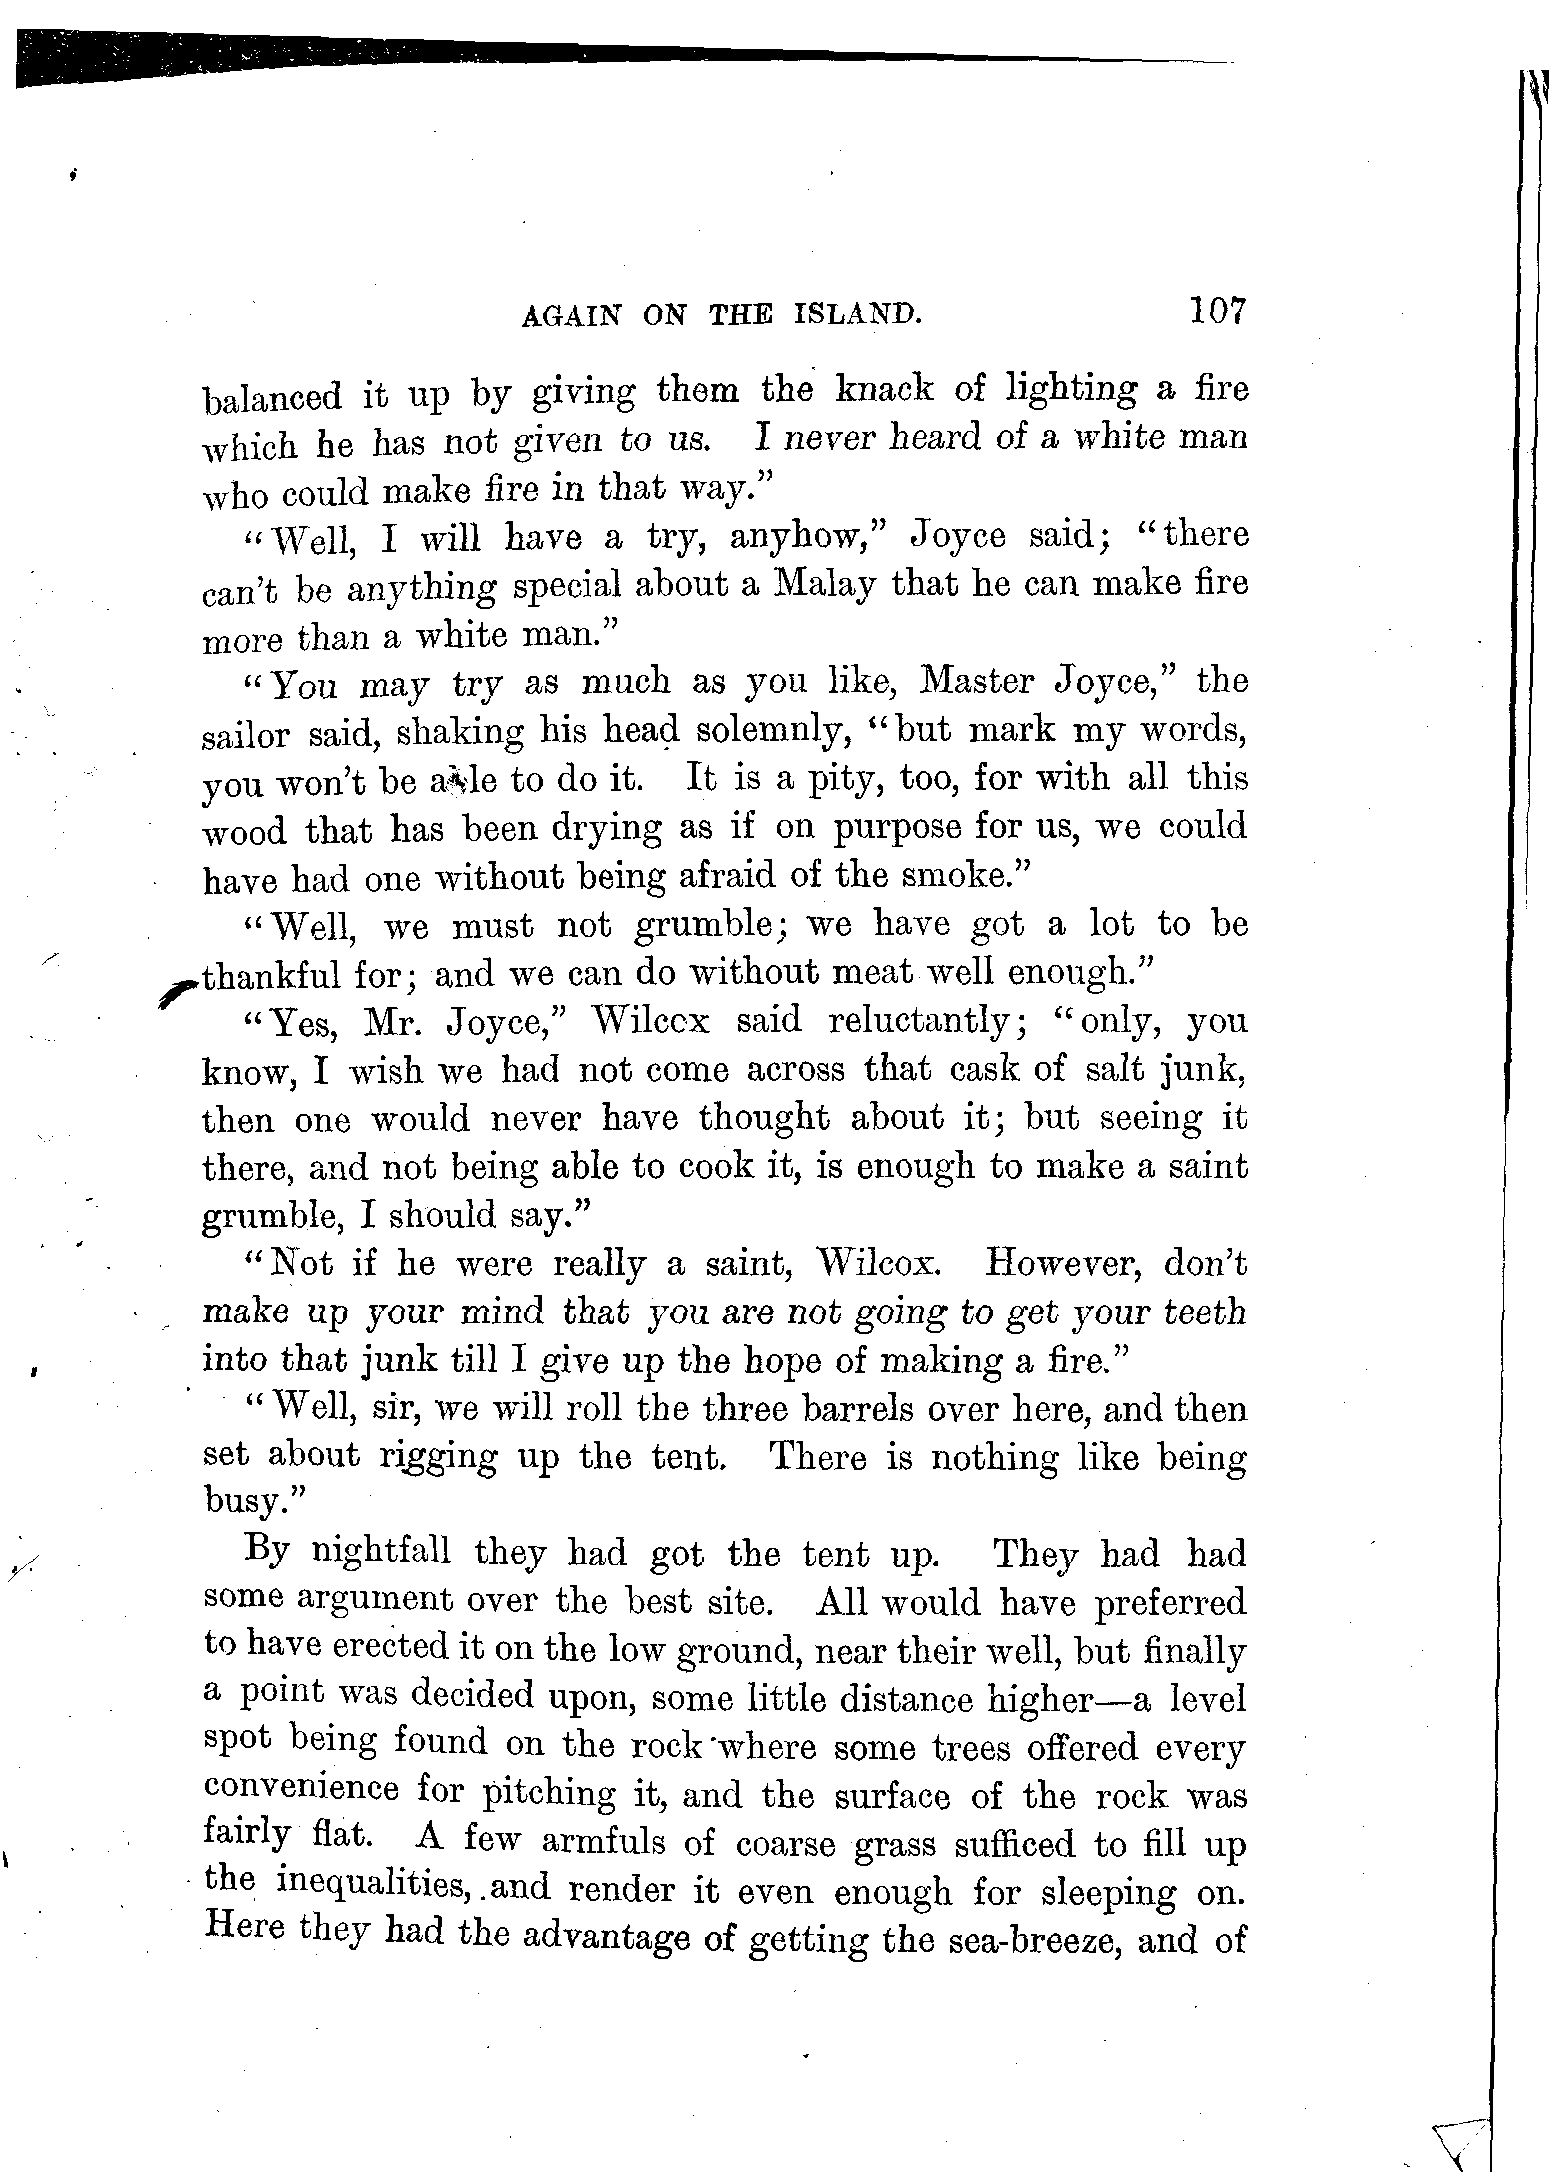 AGAIN ON THE ISLAND. 107
balanced it up by giving them the knack of lighting a fire
which he has not given to us. I never heard of a white man
who could make fire in that way.”
“Well, I will have a try, anyhow,” Joyce said; “there
can't be anything special about a Malay that he can make fire
more than a white man.”
“You may try as much as you like, Master Joyce,” the
sailor said, shaking his head solemnly, “but mark my words,
you won't be able to do it. It is a pity, too, for with all this
wood that has been drying as if on purpose for us, we could
have had one without being afraid of the smoke.”
“Well, we must not grumble; we have got a lot to be
thankful for; and we can do without meat well enough.”
“Yes, Mr. Joyce,” Wilcox said reluctantly; “only, you
know, I wish we had not come across that cask of salt junk,
then one would never have thought about it; but seeing it
there, and not being able to cook it, is enough to make a saint
grumble, I should say.”
“Not if he were really a saint, Wilcox. However, don't
make up your mind that you are not going to get your teeth
into that junk till I give up the hope of making a fire.”
“Well, sir, we will roll the three barrels over here, and then
set about rigging up the tent. There is nothing like being
busy.”
By nightfall they had got the tent up. They had had
some argument over the best site. All would have preferred
to have erected it on the low ground, near their well, but finally
a point was decided upon, some little distance higher—a level
spot being found on the rock where some trees offered every
convenience for pitching it, and the surface of the rock was
fairly flat. A few armfuls of coarse grass sufficed to fill up
the inequalities, and render it even enough for sleeping on.
Here they had the advantage of getting the sea-breeze, and of